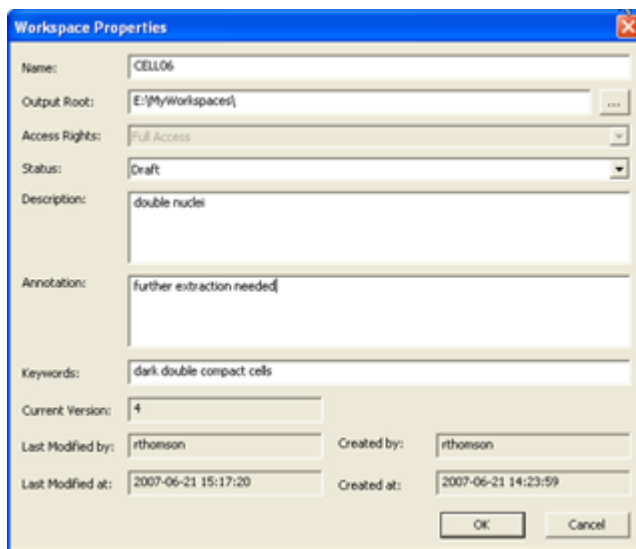 Workspace Properties
Name: CELL06
Output Root: E:\MyWorkspaces\ ...
Access Rights: Full Access
Status: Draft
Description: double nuclei
Annotation: further extraction needed
Keywords: dark double compact cells
Current Version: 4
Last Modified by: rthomson Created by: rthomson
Last Modified at: 2007-06-21 15:17:20 Created at: 2007-06-21 14:23:59
OK Cancel